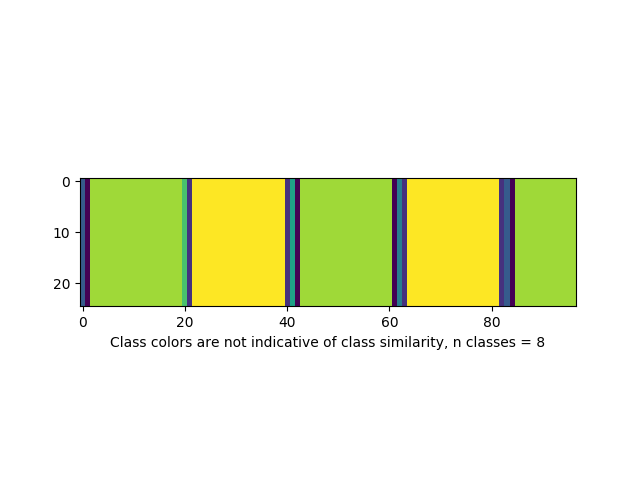 0
10
20
0 20 40 60 80
Class colors are not indicative of class similarity, n classes = 8